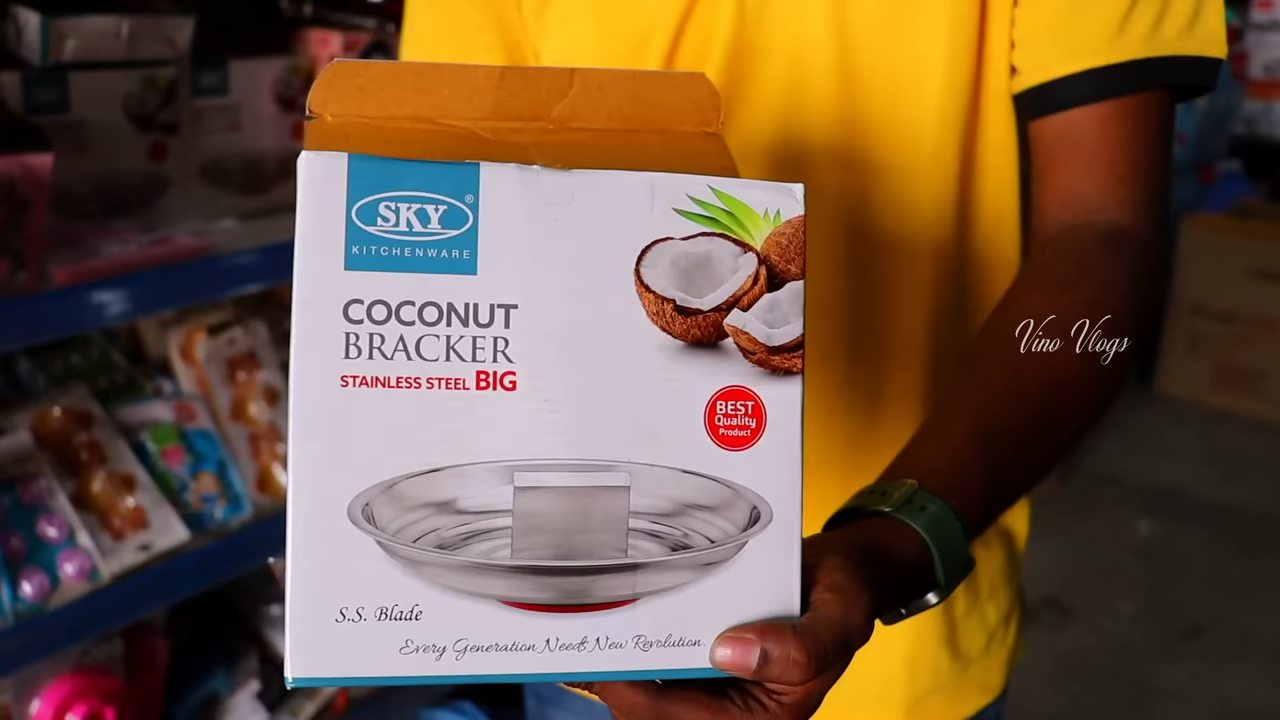 SKY®
KITCHENWARE
COCONUT
BRACKER
STAINLESS STEEL BIG
BEST
Quality
Product
S.S. Blade
Every Generation Needs New Revolution.
Vino Vlogs